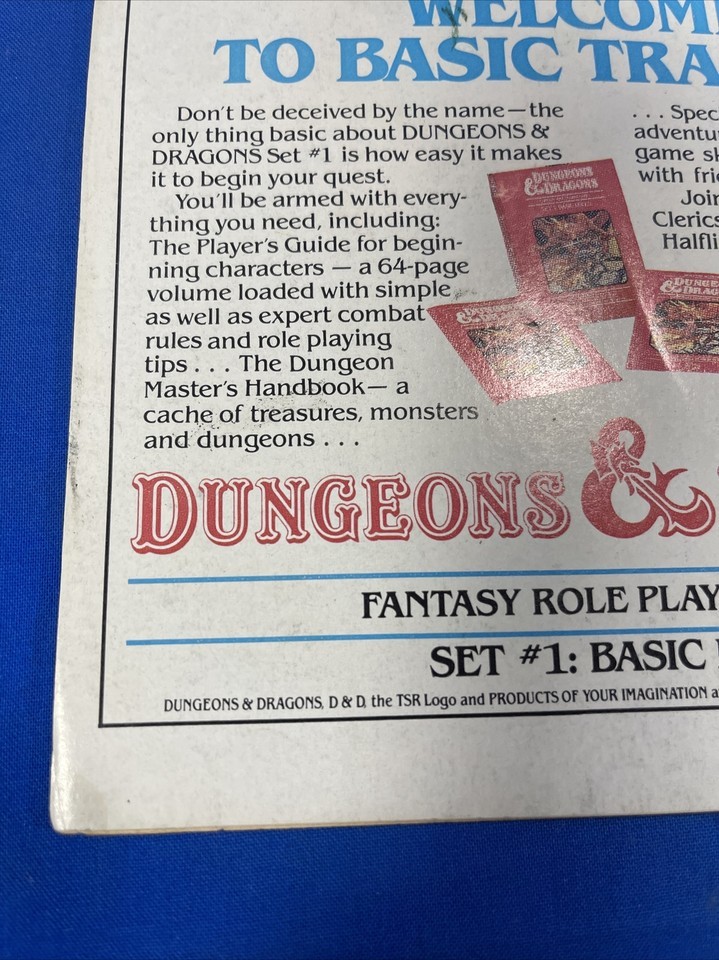 WELCOM
TO BASIC TRA
Don't be deceived by the name—the
only thing basic about DUNGEONS &
DRAGONS Set #1 is how easy it makes
it to begin your quest.
You'll be armed with every-
thing you need, including:
The Player's Guide for begin-
ning characters — a 64-page
volume loaded with simple
as well as expert combat
rules and role playing
tips . . . The Dungeon
Master's Handbook— a
cache of treasures, monsters
and dungeons . . .
. . . Spec
adventu
game sk
with frie
Join
Clerics
Halfli
DUNGEONS
& DRAGONS
DUNGEONS &
FANTASY ROLE PLAY
SET #1: BASIC
DUNGEONS & DRAGONS, D & D, the TSR Logo and PRODUCTS OF YOUR IMAGINATION a